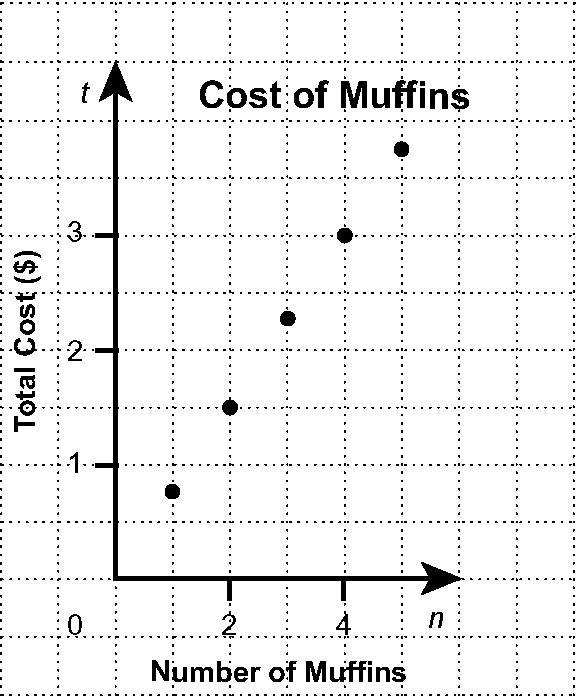 t
Cost of Muffins
3
2
1
0
Total Cost ($)
2
4
n
Number of Muffins